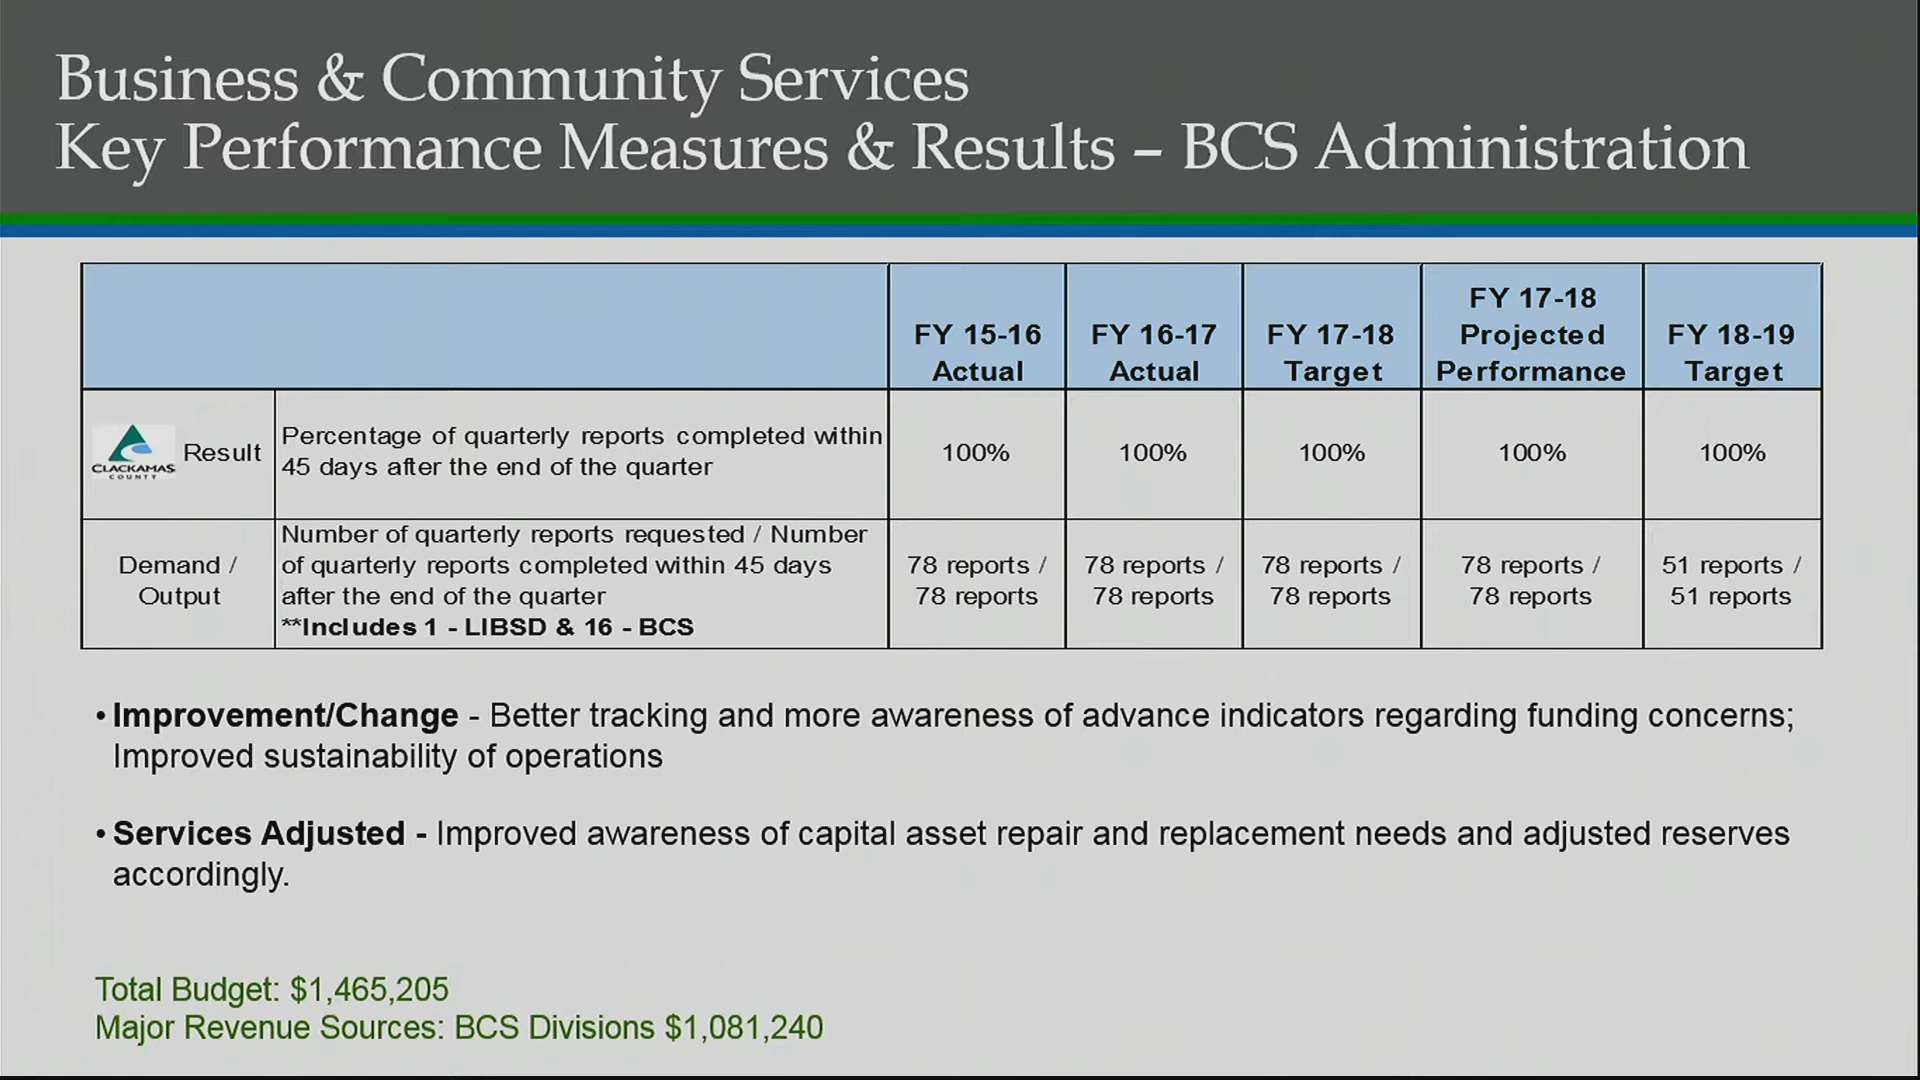 Business & Community Services
Key Performance Measures & Results – BCS Administration
FY 15-16 Actual
FY 16-17 Actual
FY 17-18 Target
FY 17-18 Projected Performance
FY 18-19 Target
CLACKAMAS
COUNTY
Result
Percentage of quarterly reports completed within
45 days after the end of the quarter
100%
100%
100%
100%
100%
Demand /
Output
Number of quarterly reports requested / Number
of quarterly reports completed within 45 days
after the end of the quarter
**Includes 1 - LIBSD & 16 - BCS
78 reports /
78 reports
78 reports /
78 reports
78 reports /
78 reports
78 reports /
78 reports
51 reports /
51 reports
• Improvement/Change - Better tracking and more awareness of advance indicators regarding funding concerns;
Improved sustainability of operations
• Services Adjusted - Improved awareness of capital asset repair and replacement needs and adjusted reserves
accordingly.
Total Budget: $1,465,205
Major Revenue Sources: BCS Divisions $1,081,240